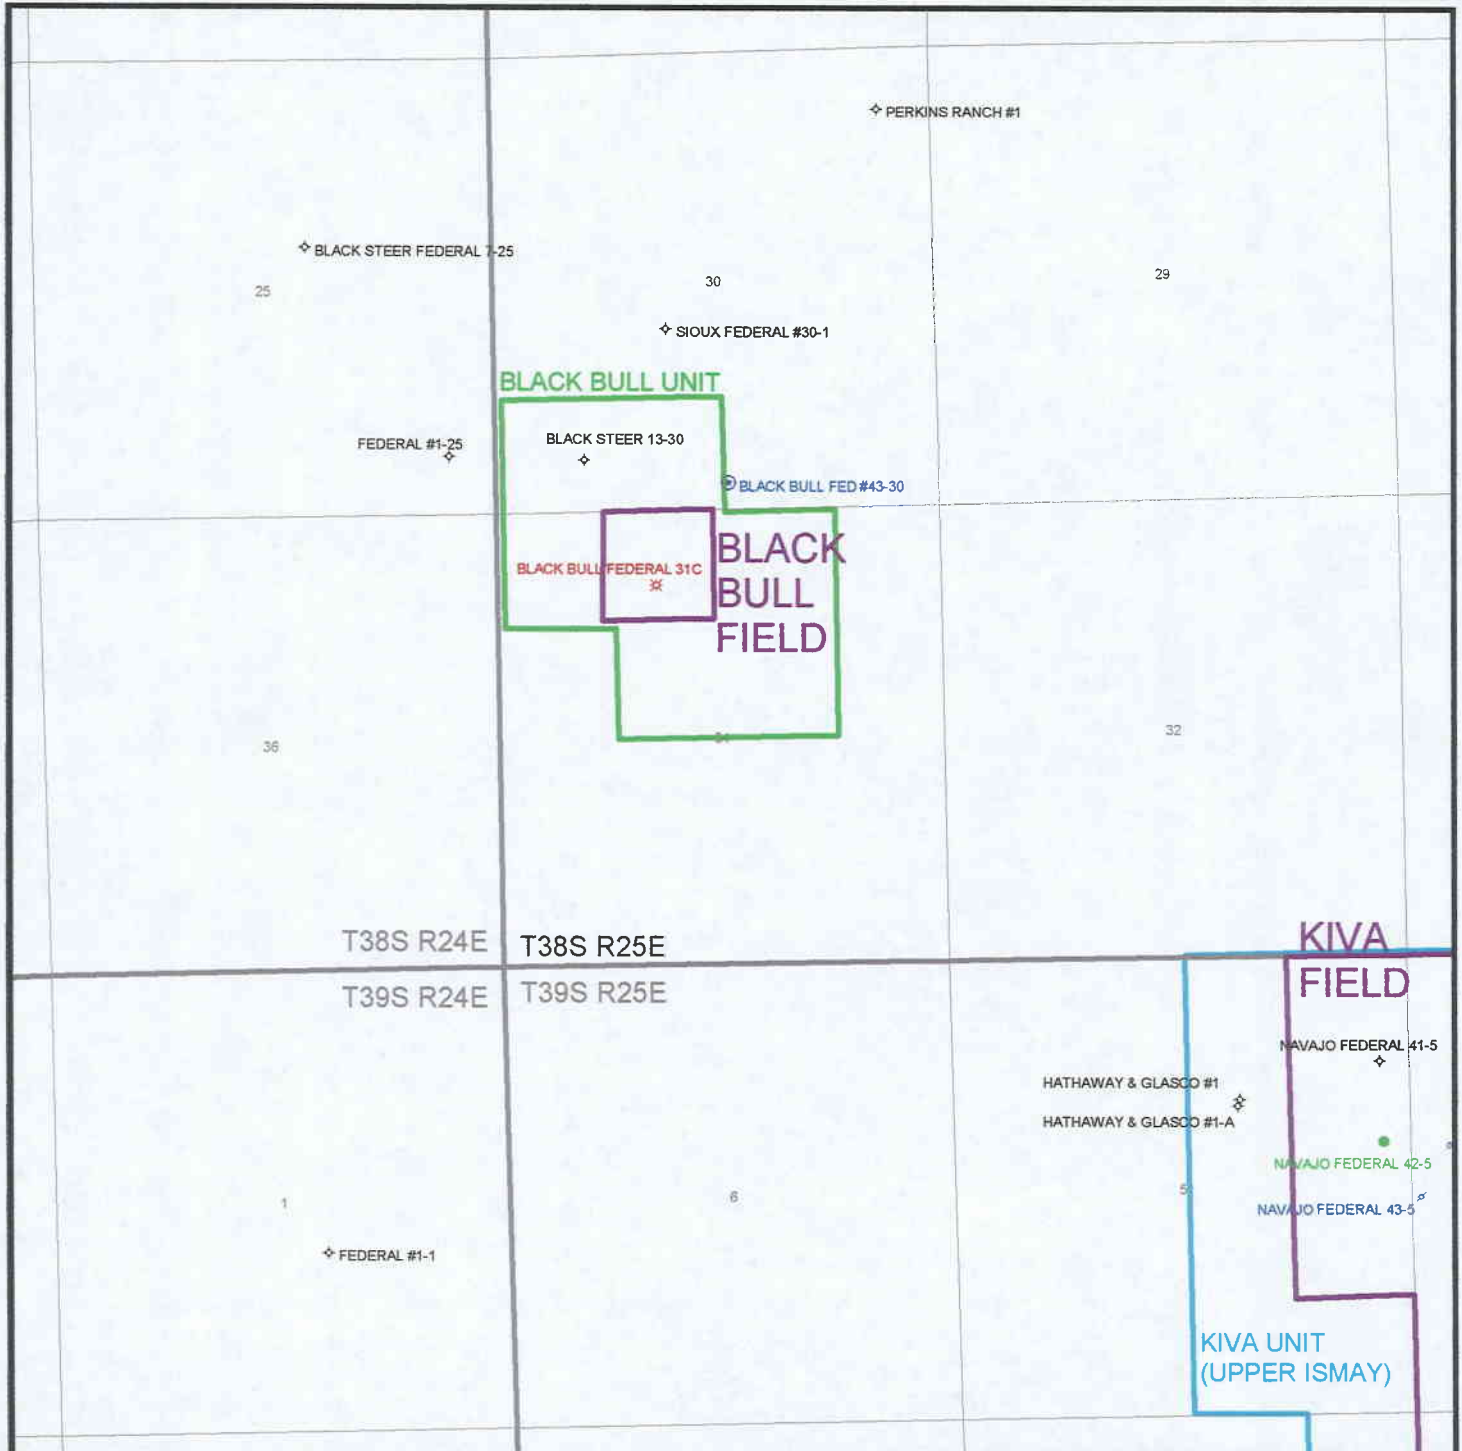 PERKINS RANCH #1
BLACK STEER FEDERAL 7-25
25
30
29
SIOUX FEDERAL #30-1
BLACK BULL UNIT
FEDERAL #1-25
BLACK STEER 13-30
BLACK BULL FED #43-30
BLACK
BULL
FIELD
BLACK BULL FEDERAL 31C
36
31
32
T38S R24E
T38S R25E
T39S R24E
T39S R25E
KIVA
FIELD
NAVAJO FEDERAL 41-5
HATHAWAY & GLASCO #1
HATHAWAY & GLASCO #1-A
NAVAJO FEDERAL 42-5
1
6
5
NAVAJO FEDERAL 43-5
FEDERAL #1-1
KIVA UNIT
(UPPER ISMAY)